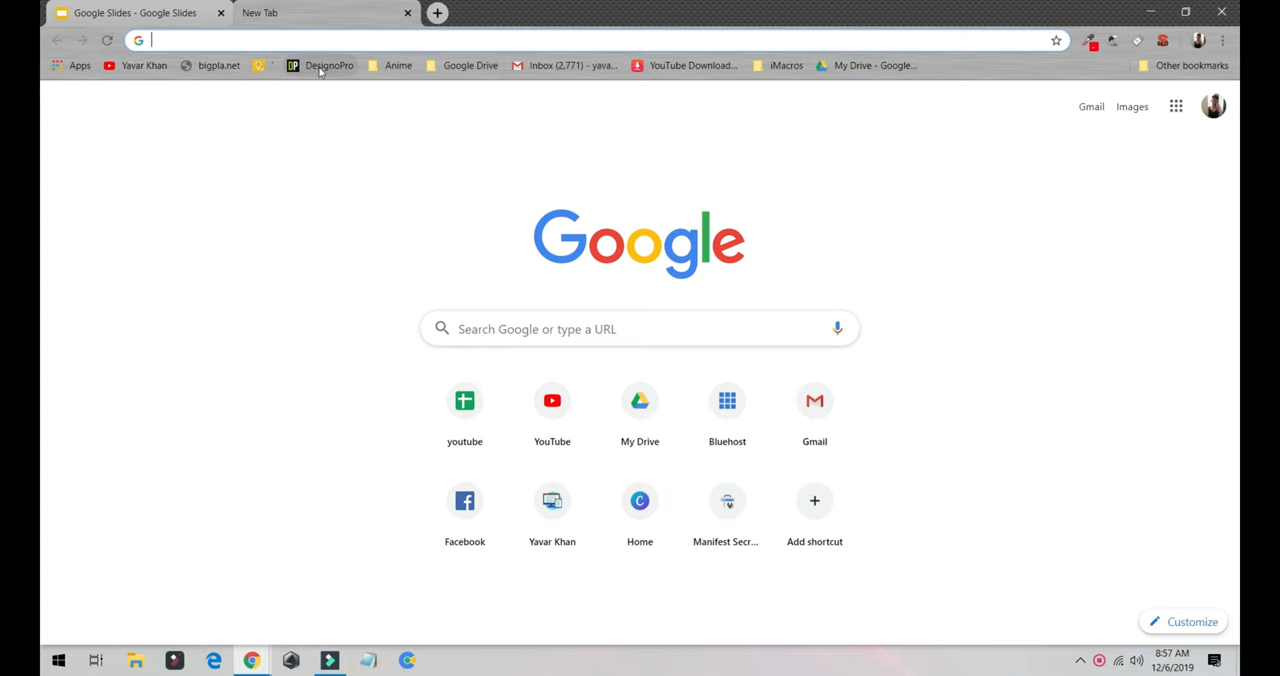 Google Slides - Google Slides
New Tab
Apps
Yavar Khan
bigpla.net
DesignoPro
Anime
Google Drive
Inbox (2,771) - yava...
YouTube Download...
iMacros
My Drive - Google...
Other bookmarks
Gmail
Images
Google
Search Google or type a URL
youtube
YouTube
My Drive
Bluehost
Gmail
Facebook
Yavar Khan
Home
Manifest Secr...
Add shortcut
Customize
8:57 AM
12/6/2019